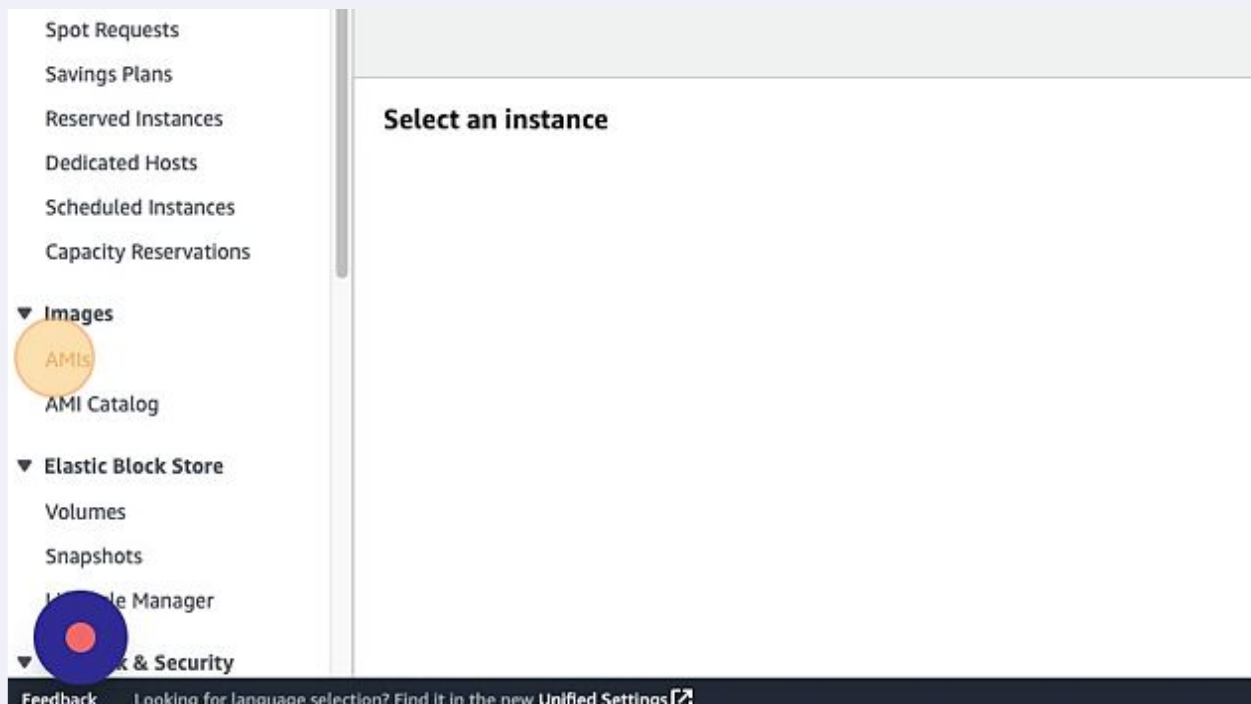 Spot Requests
Savings Plans
Reserved Instances
Select an instance
Dedicated Hosts
Scheduled Instances
Capacity Reservations
▼ Images
AMIs
AMI Catalog
▼ Elastic Block Store
Volumes
Snapshots
Manager
▼ & Security
Feedback Looking for language selection? Find it in the new Unified Settings